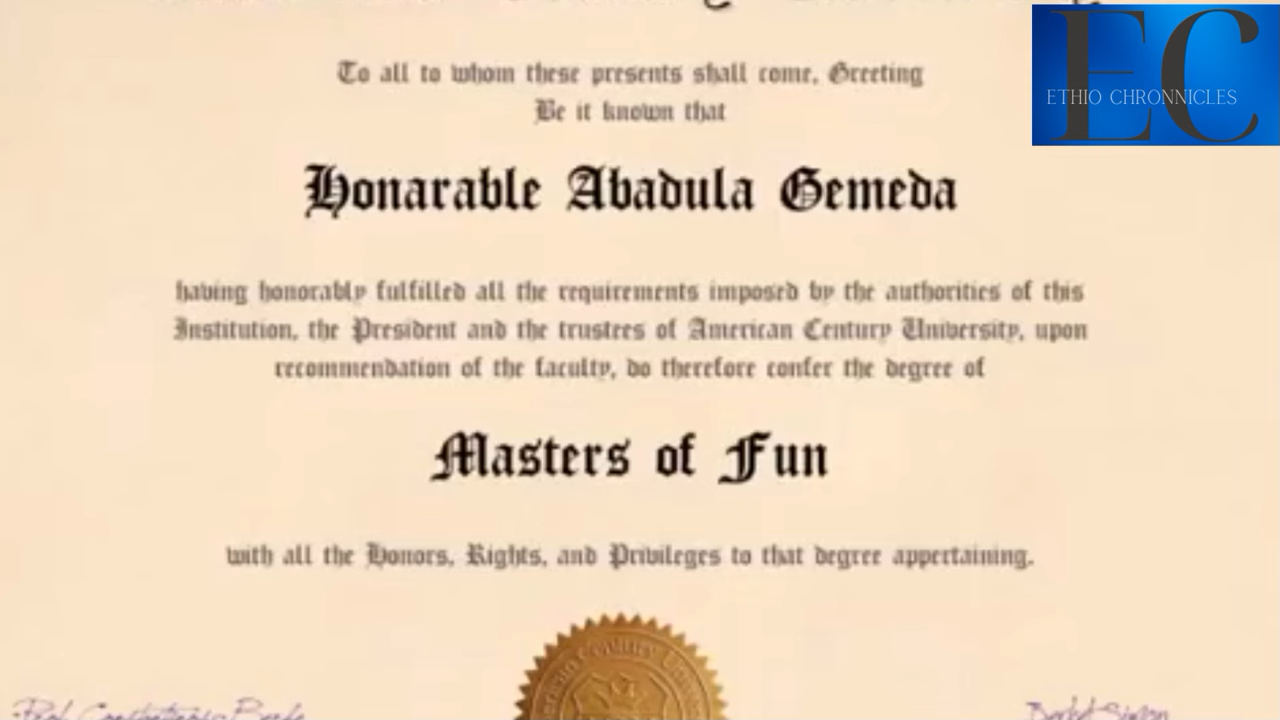 EC
ETHIO CHRONNICLES
To all to whom these presents shall come, Greeting
Be it known that
Honarable Abadula Gemeda
having honorably fulfilled all the requirements imposed by the authorities of this
Institution, the President and the trustees of American Century University, upon
recommendation of the faculty, do therefore confer the degree of
Masters of Fun
with all the Honors, Rights, and Privileges to that degree appertaining.
Century